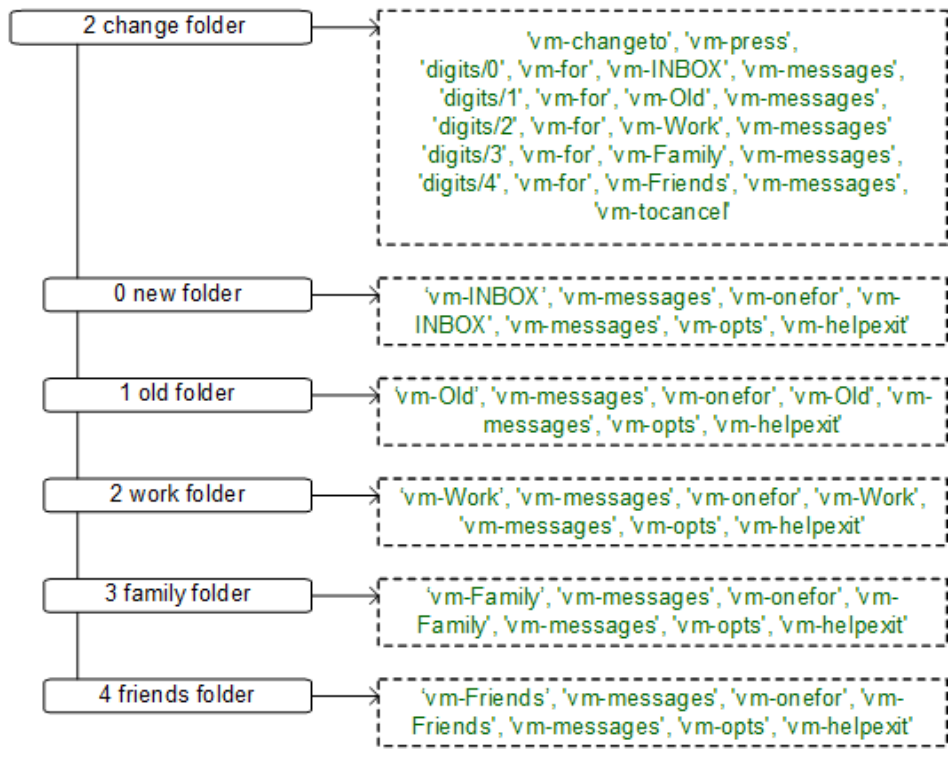 2 change folder
'vm-changeto', 'vm-press',
'digits/0', 'vm-for', 'vm-INBOX', 'vm-messages',
'digits/1', 'vm-for', 'vm-Old', 'vm-messages',
'digits/2', 'vm-for', 'vm-Work', 'vm-messages'
'digits/3', 'vm-for', 'vm-Family', 'vm-messages',
'digits/4', 'vm-for', 'vm-Friends', 'vm-messages',
'vm-tocancel'
0 new folder
‘vm-INBOX’, 'vm-messages', 'vm-onefor', 'vm-
INBOX', 'vm-messages', 'vm-opts', 'vm-helpexit'
1 old folder
‘vm-Old’, 'vm-messages', 'vm-onefor', 'vm-Old', 'vm-
messages', 'vm-opts', 'vm-helpexit'
2 work folder
‘vm-Work’, 'vm-messages', 'vm-onefor', 'vm-Work',
'vm-messages', 'vm-opts', 'vm-helpexit'
3 family folder
‘vm-Family’, 'vm-messages', 'vm-onefor', 'vm-
Family', 'vm-messages', 'vm-opts', 'vm-helpexit'
4 friends folder
‘vm-Friends’, 'vm-messages', 'vm-onefor', 'vm-
Friends', 'vm-messages', 'vm-opts', 'vm-helpexit'